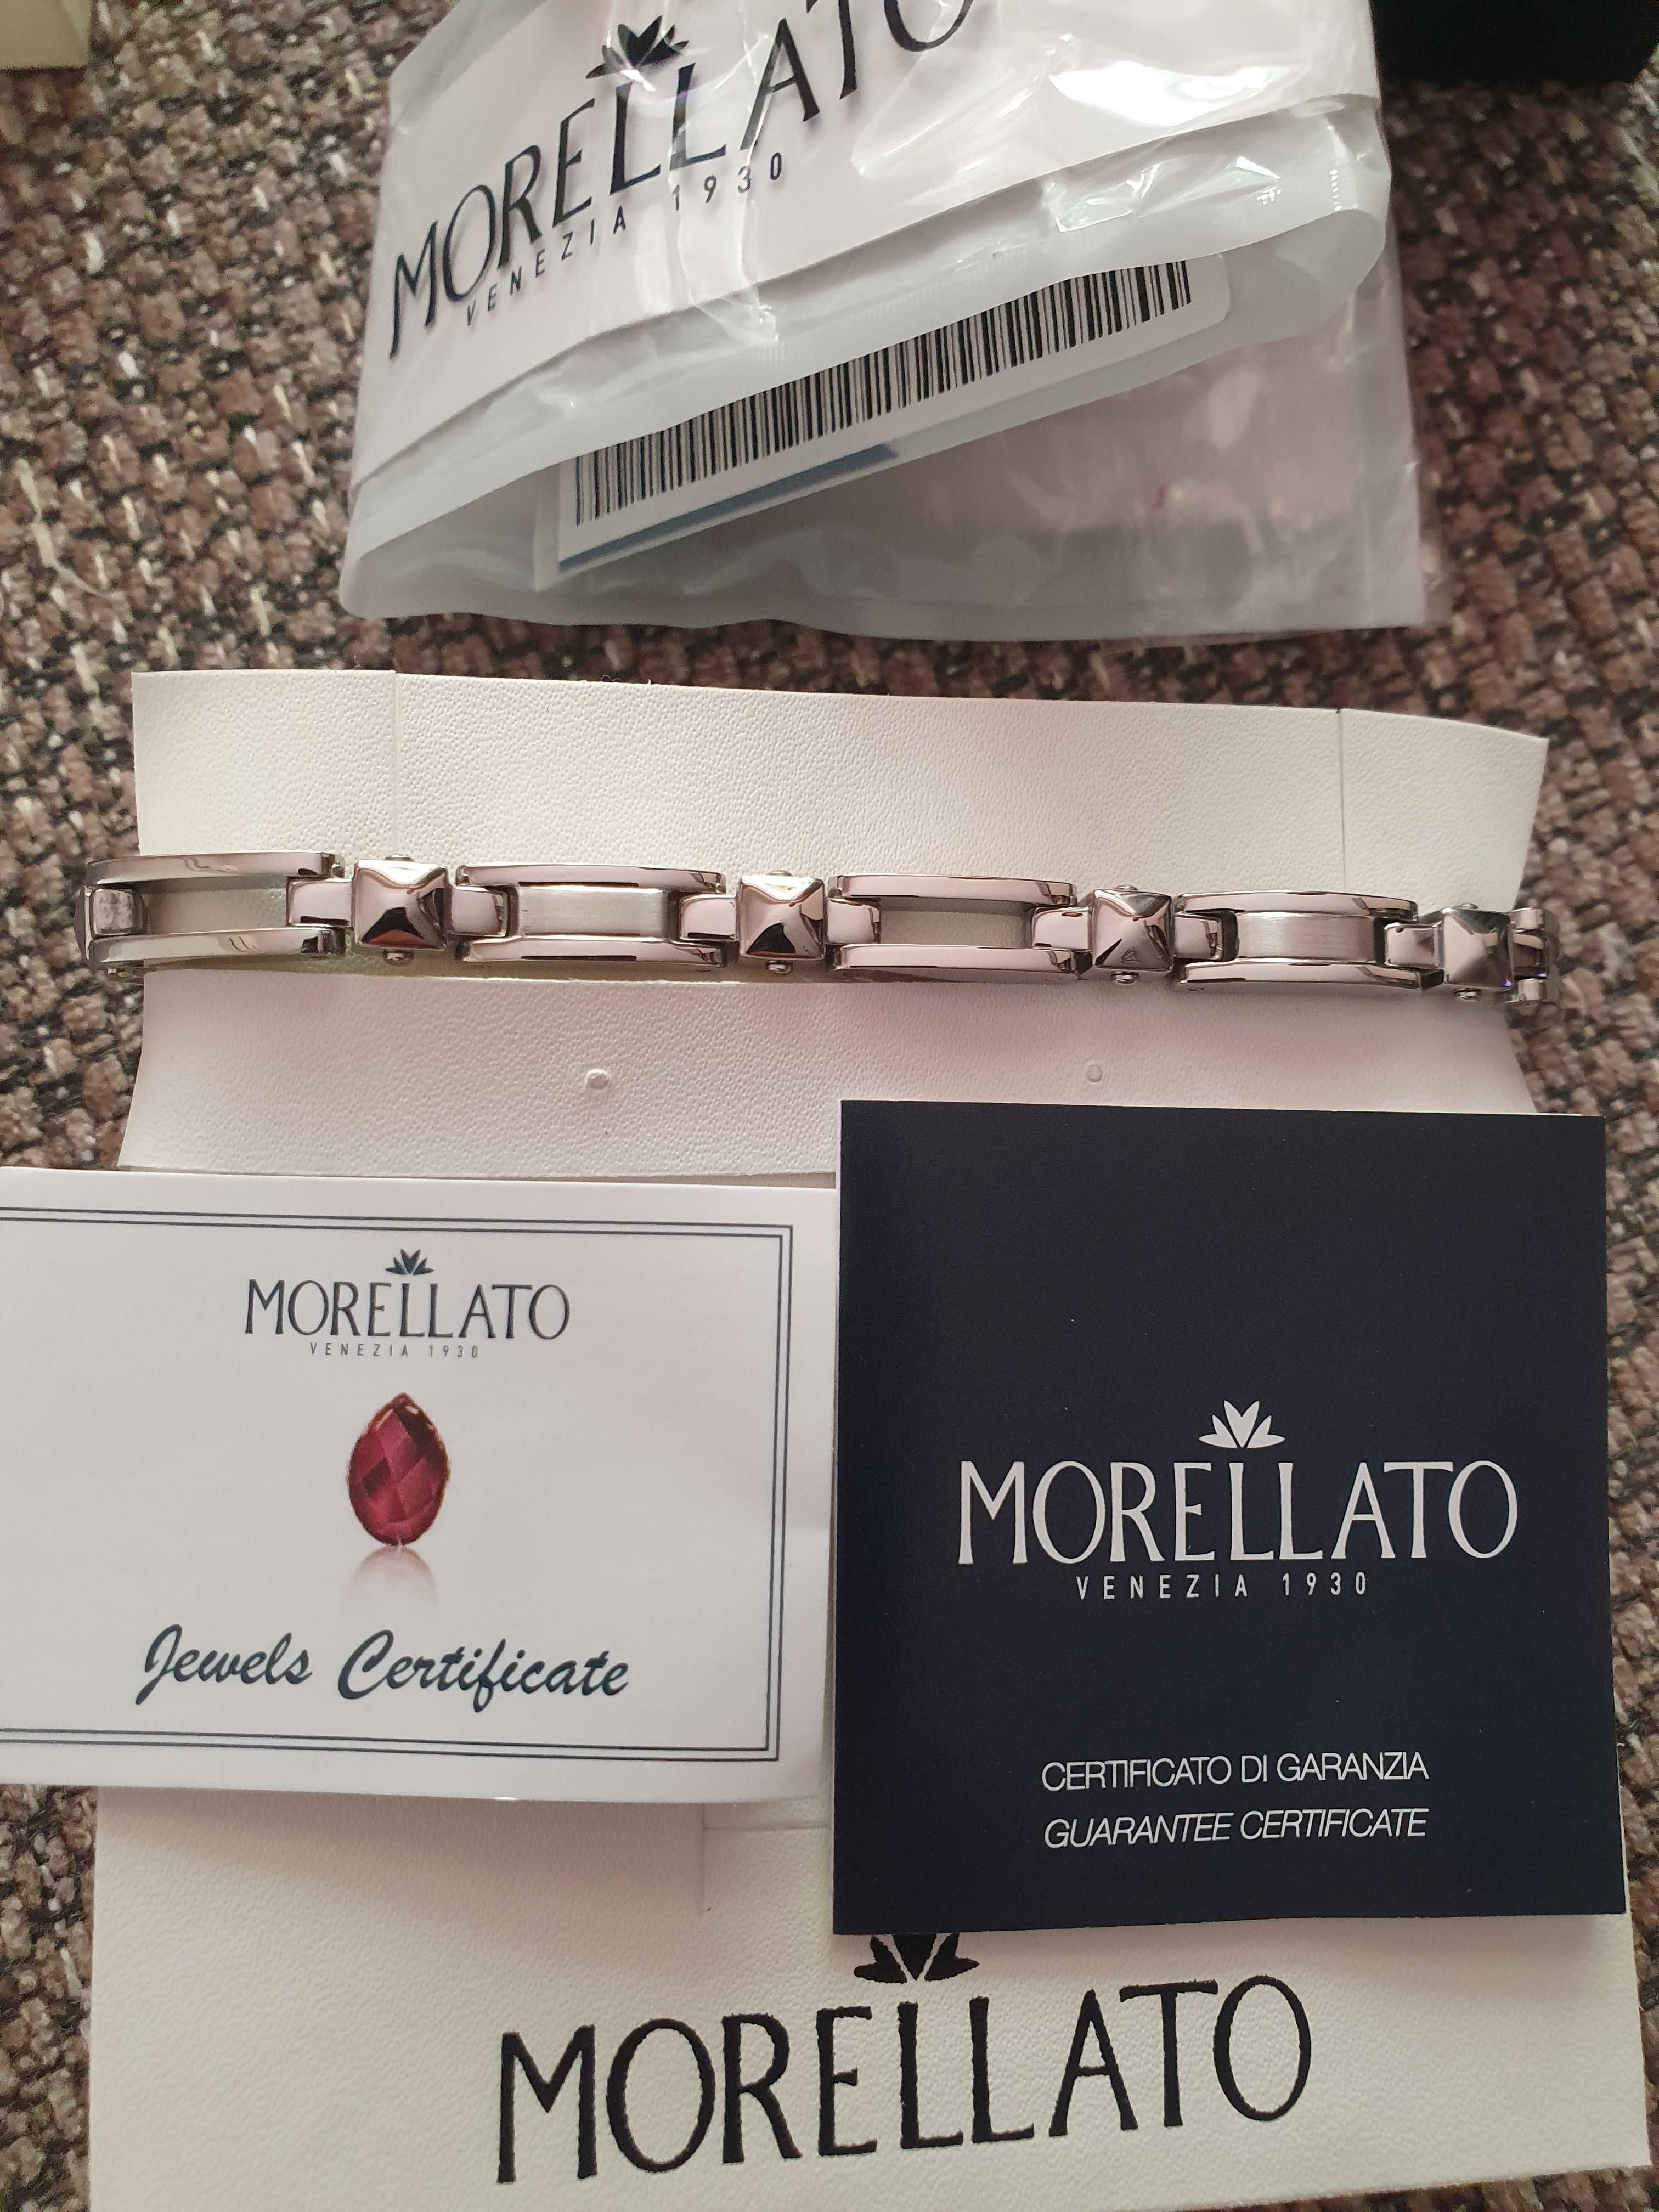 MORELLATO
VENEZIA 1930
MORELLATO
VENEZIA 1930
Jewels Certificate
MORELLATO
VENEZIA 1930
CERTIFICATO DI GARANZIA
GUARANTEE CERTIFICATE
MORELLATO